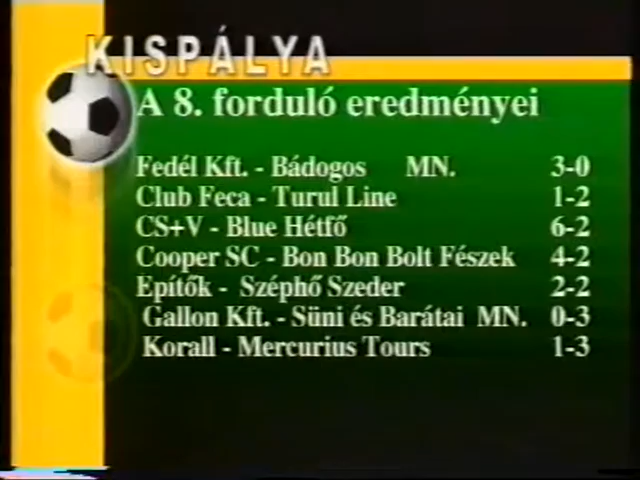 KISPÁLYA
A 8. forduló eredményei
Fedél Kft. - Bádogos MN. 3-0
Club Feca - Turul Line 1-2
CS+V - Blue Hétfő 6-2
Cooper SC - Bon Bon Bolt Fészek 4-2
Epítők - Széphő Szeder 2-2
Gallon Kft. - Süni és Barátai MN. 0-3
Korall - Mercurius Tours 1-3